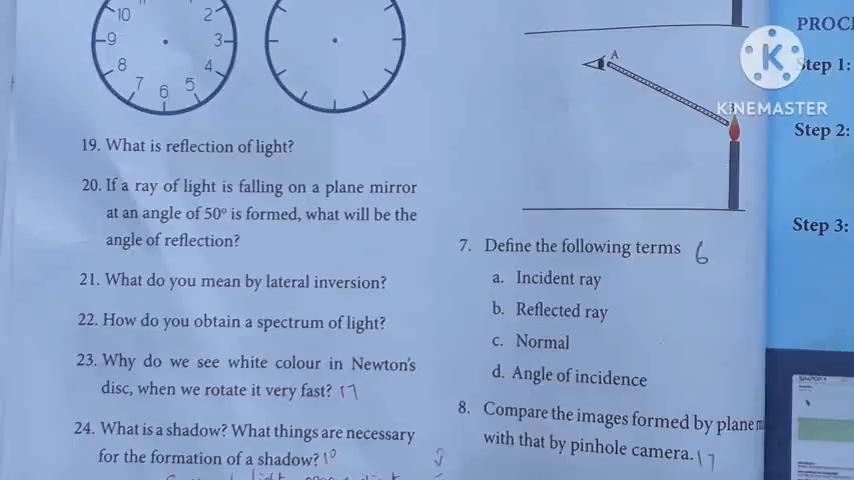 10
2
9
3
8
4
7
6
5
19. What is reflection of light?
20. If a ray of light is falling on a plane mirror
at an angle of 50° is formed, what will be the
angle of reflection?
21. What do you mean by lateral inversion?
22. How do you obtain a spectrum of light?
23. Why do we see white colour in Newton's
disc, when we rotate it very fast? 17
24. What is a shadow? What things are necessary
for the formation of a shadow? 10
A
7. Define the following terms 6
a. Incident ray
b. Reflected ray
c. Normal
d. Angle of incidence
8. Compare the images formed by plane
with that by pinhole camera. 17
K
KINEMASTER
Step 1:
Step 2:
Step 3: